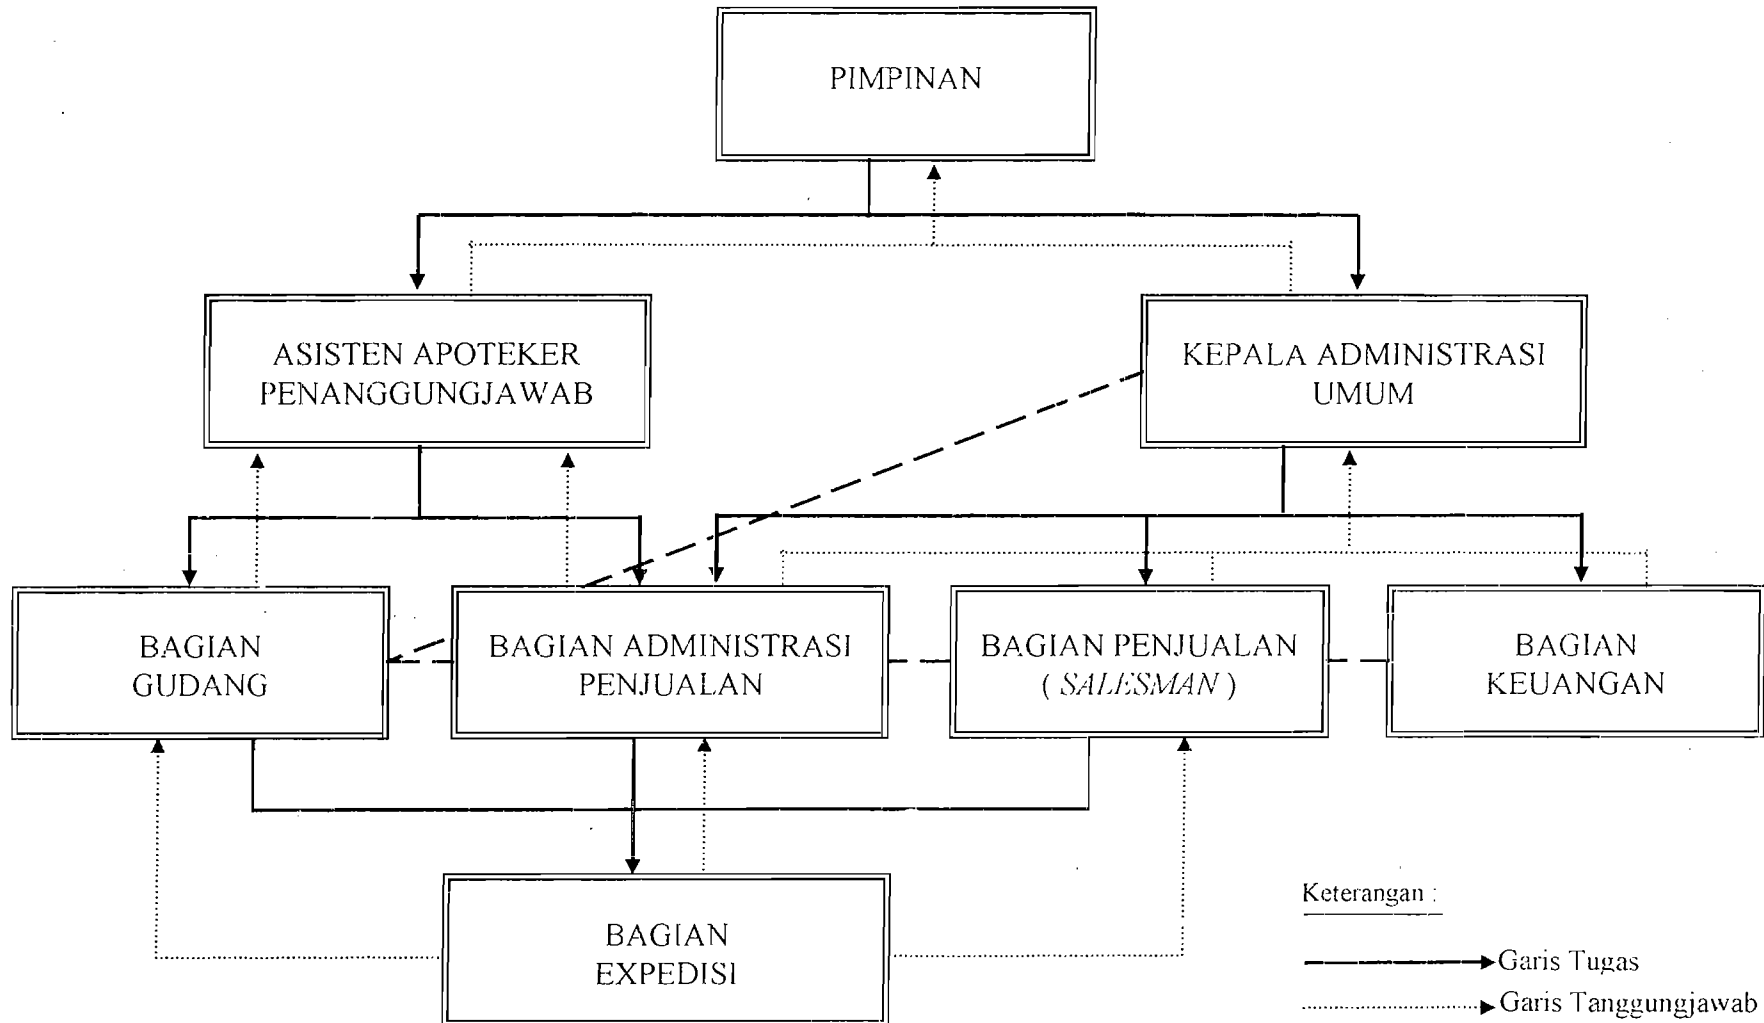 PIMPINAN
ASISTEN APOTEKER
PENANGGUNGJAWAB
KEPALA ADMINISTRASI
UMUM
BAGIAN
GUDANG
BAGIAN ADMINISTRASI
PENJUALAN
BAGIAN PENJUALAN
( SALESMAN )
BAGIAN
KEUANGAN
BAGIAN
EXPEDISI
Keterangan :
Garis Tugas
Garis Tanggungjawab